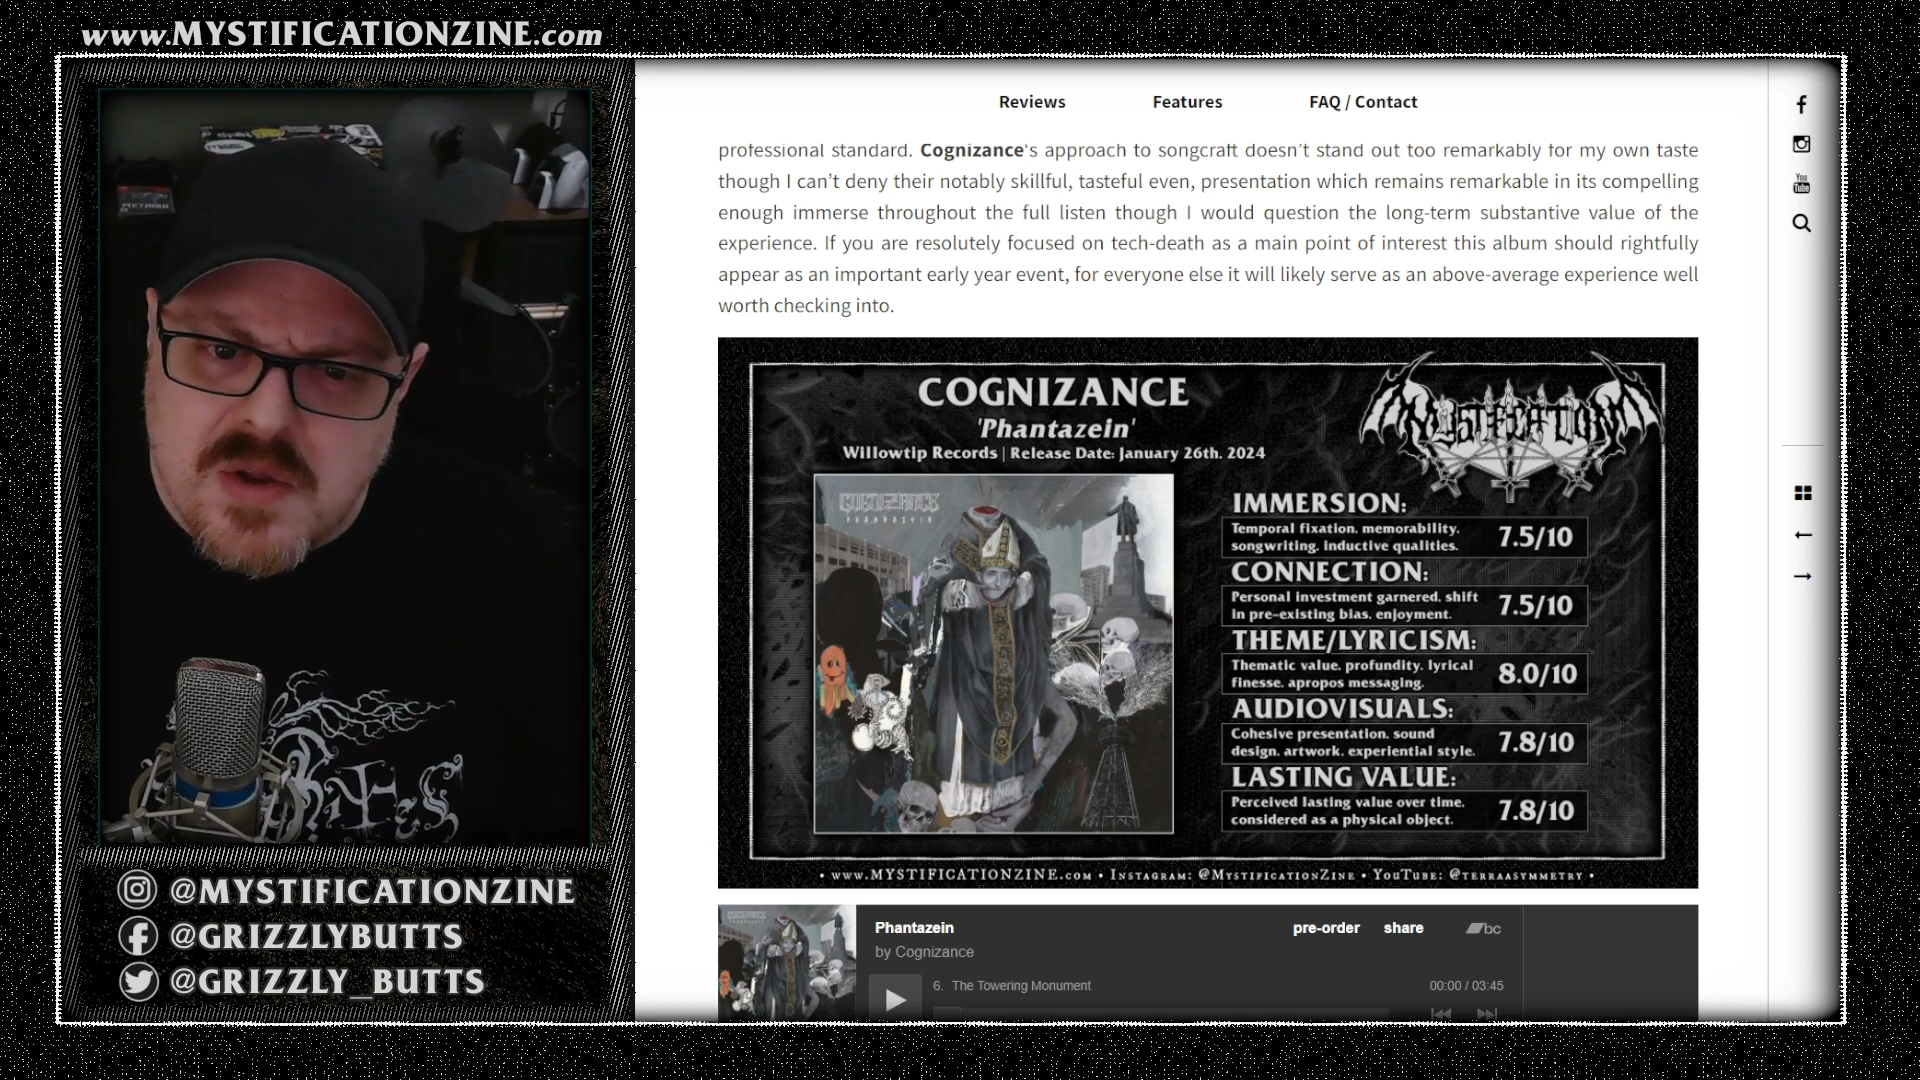 www.MYSTIFICATIONZINE.com
Reviews
Features
FAQ / Contact
professional standard. Cognizance‘s approach to songcraft doesn’t stand out too remarkably for my own taste
though I can’t deny their notably skillful, tasteful even, presentation which remains remarkable in its compelling
enough immerse throughout the full listen though I would question the long-term substantive value of the
experience. If you are resolutely focused on tech-death as a main point of interest this album should rightfully
appear as an important early year event, for everyone else it will likely serve as an above-average experience well
worth checking into.
COGNIZANCE
'Phantazein'
Willowtip Records | Release Date: January 26th, 2024
MYSTIFICATION
COGNIZANCE
PHANTAZEIN
IMMERSION:
Temporal fixation, memorability,
songwriting, inductive qualities.
7.5/10
CONNECTION:
Personal investment garnered, shift
in pre-existing bias, enjoyment.
7.5/10
THEME/LYRICISM:
Thematic value, profundity, lyrical
finesse, apropos messaging.
8.0/10
AUDIOVISUALS:
Cohesive presentation, sound
design, artwork, experiential style.
7.8/10
LASTING VALUE:
Perceived lasting value over time,
considered as a physical object.
7.8/10
• www.MYSTIFICATIONZINE.com • Instagram: @MystificationZine • YouTube: @terraasymmetry •
Phantazein
pre-order
share
bc
by Cognizance
6. The Towering Monument
00:00 / 03:45
You
Tube
@MYSTIFICATIONZINE
@GRIZZLYBUTTS
@GRIZZLY_BUTTS